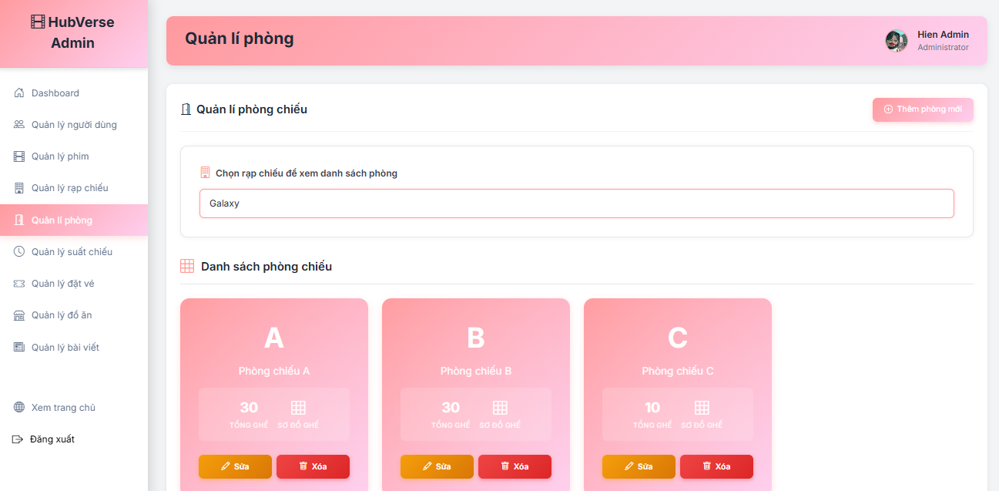 HubVerse
Admin
Dashboard
Quản lý người dùng
Quản lý phim
Quản lý rạp chiếu
Quản lí phòng
Quản lý suất chiếu
Quản lý đặt vé
Quản lý đồ ăn
Quản lý bài viết
Xem trang chủ
Đăng xuất
Quản lí phòng
Hien Admin
Administrator
Quản lí phòng chiếu
Thêm phòng mới
Chọn rạp chiếu để xem danh sách phòng
Galaxy
Danh sách phòng chiếu
A
Phòng chiếu A
30
TỔNG GHẾ SƠ ĐỒ GHẾ
Sửa Xóa
B
Phòng chiếu B
30
TỔNG GHẾ SƠ ĐỒ GHẾ
Sửa Xóa
C
Phòng chiếu C
10
TỔNG GHẾ SƠ ĐỒ GHẾ
Sửa Xóa